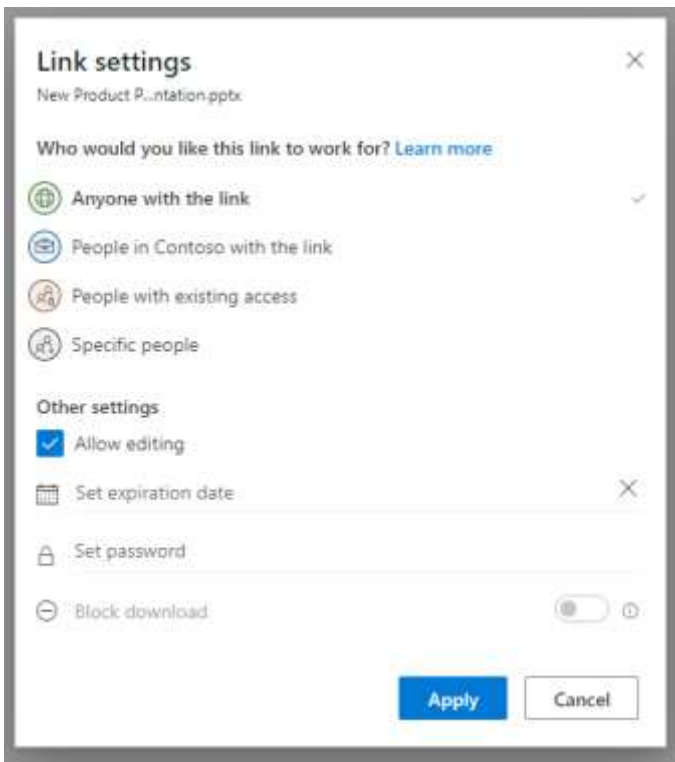 Link settings
New Product P...ntation.pptx
Who would you like this link to work for? Learn more
Anyone with the link
People in Contoso with the link
People with existing access
Specific people
Other settings
Allow editing
Set expiration date
Set password
Block download
Apply
Cancel